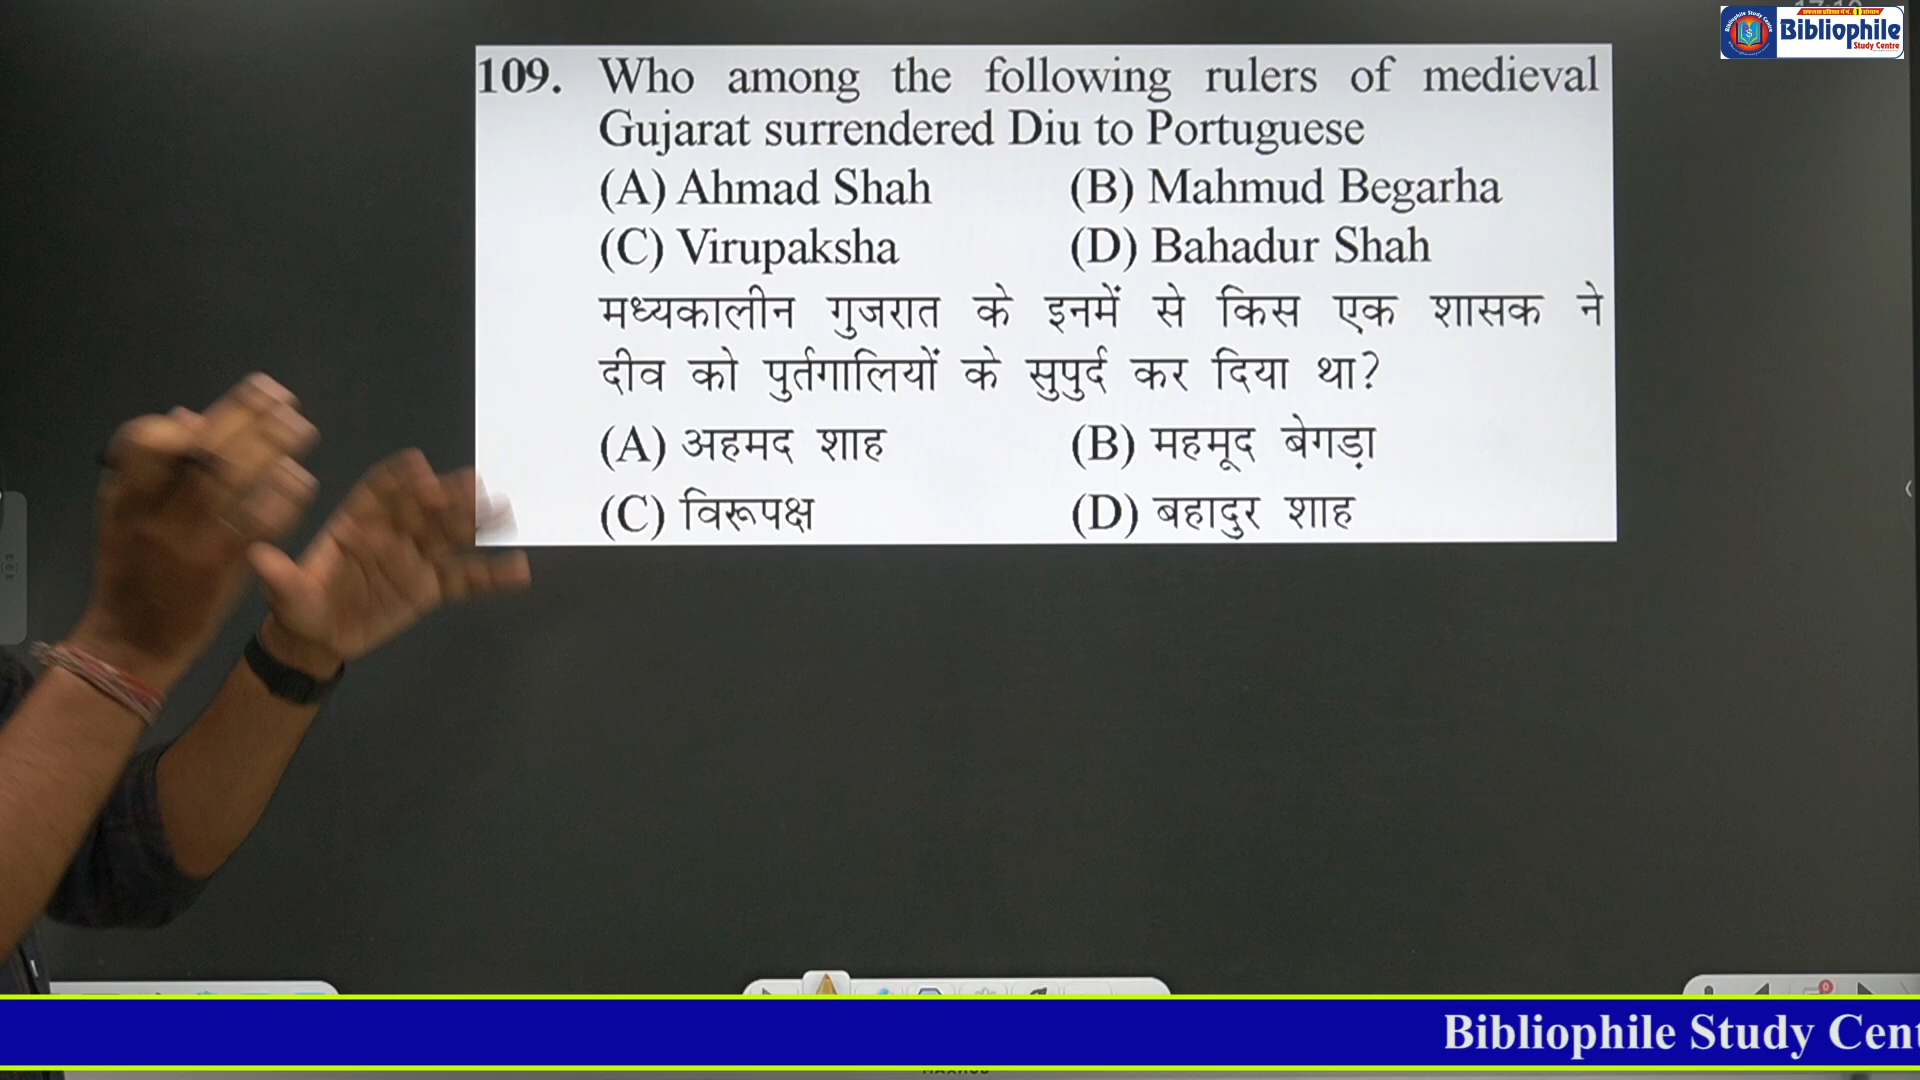 Bibliophile
Study Centre
109. Who among the following rulers of medieval
Gujarat surrendered Diu to Portuguese
(A) Ahmad Shah (B) Mahmud Begarha
(C) Virupaksha (D) Bahadur Shah
मध्यकालीन गुजरात के इनमें से किस एक शासक ने
दीव को पुर्तगालियों के सुपुर्द कर दिया था?
(A) अहमद शाह (B) महमूद बेगड़ा
(C) विरूपक्ष (D) बहादुर शाह
Bibliophile Study Cent